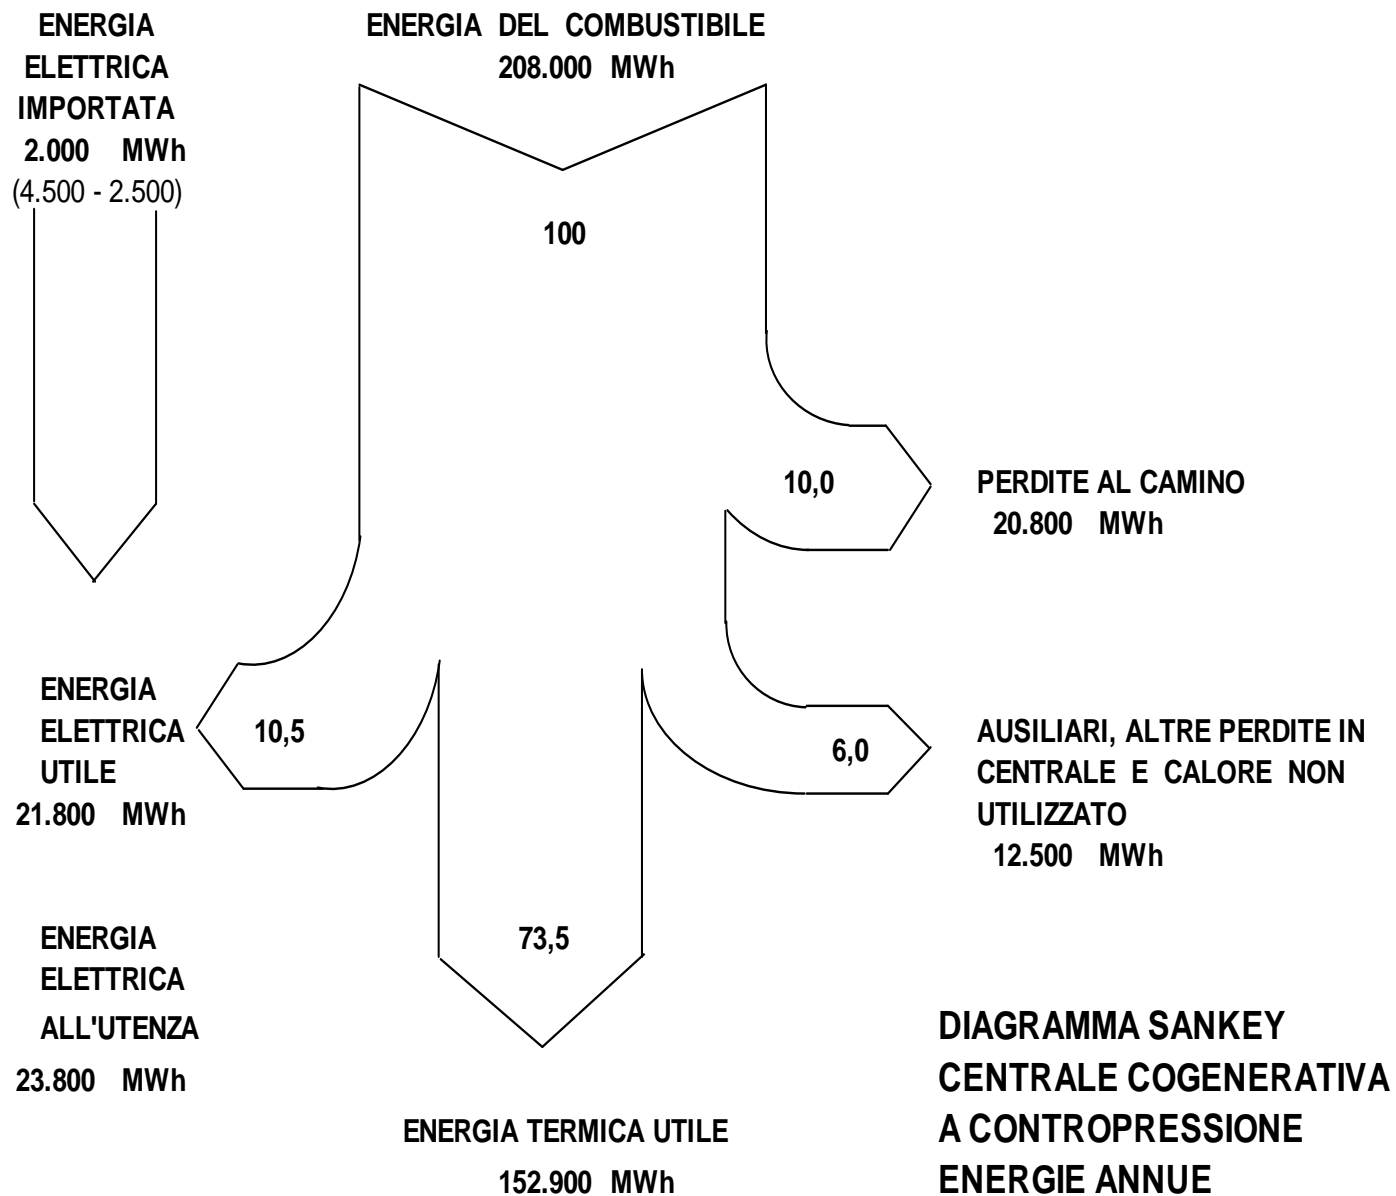 ENERGIA
ELETTRICA
IMPORTATA
2.000 MWh
(4.500 - 2.500)
ENERGIA DEL COMBUSTIBILE
208.000 MWh
100
10,0
PERDITE AL CAMINO
20.800 MWh
ENERGIA
ELETTRICA
UTILE
21.800 MWh
10,5
6,0
AUSILIARI, ALTRE PERDITE IN
CENTRALE E CALORE NON
UTILIZZATO
12.500 MWh
ENERGIA
ELETTRICA
ALL'UTENZA
23.800 MWh
73,5
ENERGIA TERMICA UTILE
152.900 MWh
DIAGRAMMA SANKEY
CENTRALE COGENERATIVA
A CONTROPRESSIONE
ENERGIE ANNUE